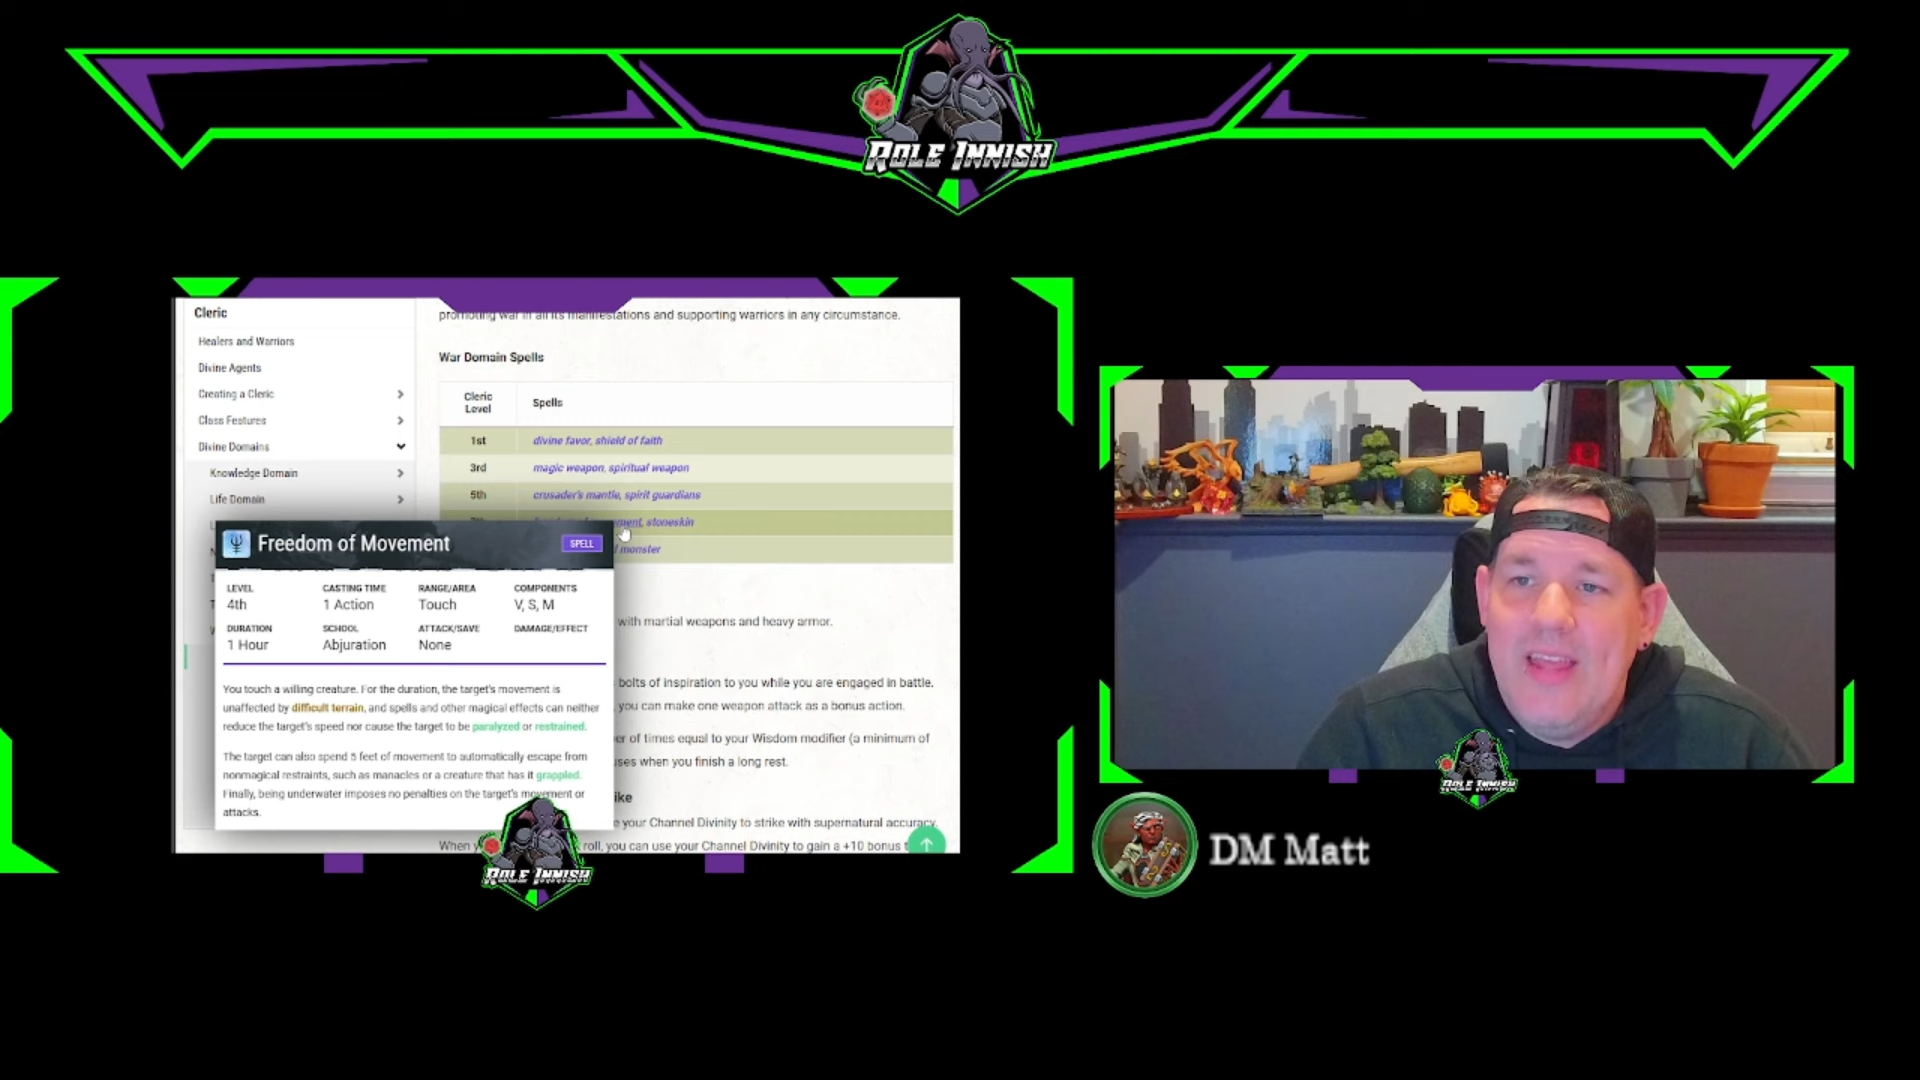 ROLE INNISH
Cleric
Healers and Warriors
Divine Agents
Creating a Cleric
Class Features
Divine Domains
Knowledge Domain
Life Domain
promoting war in all its manifestations and supporting warriors in any circumstance.
War Domain Spells
Cleric Level
Spells
1st divine favor, shield of faith
3rd magic weapon, spiritual weapon
5th crusader's mantle, spirit guardians
stoneskin
monster
with martial weapons and heavy armor.
bolts of inspiration to you while you are engaged in battle.
you can make one weapon attack as a bonus action.
er of times equal to your Wisdom modifier (a minimum of
uses when you finish a long rest.
ike
e your Channel Divinity to strike with supernatural accuracy.
When roll, you can use your Channel Divinity to gain a +10 bonus
Freedom of Movement
SPELL
LEVEL CASTING TIME RANGE/AREA COMPONENTS
4th 1 Action Touch V, S, M
DURATION SCHOOL ATTACK/SAVE DAMAGE/EFFECT
1 Hour Abjuration None
You touch a willing creature. For the duration, the target's movement is
unaffected by difficult terrain, and spells and other magical effects can neither
reduce the target's speed nor cause the target to be paralyzed or restrained.
The target can also spend 5 feet of movement to automatically escape from
nonmagical restraints, such as manacles or a creature that has it grappled.
Finally, being underwater imposes no penalties on the target's movement or
attacks.
ROLE INNISH
ROLE INNISH
DM Matt